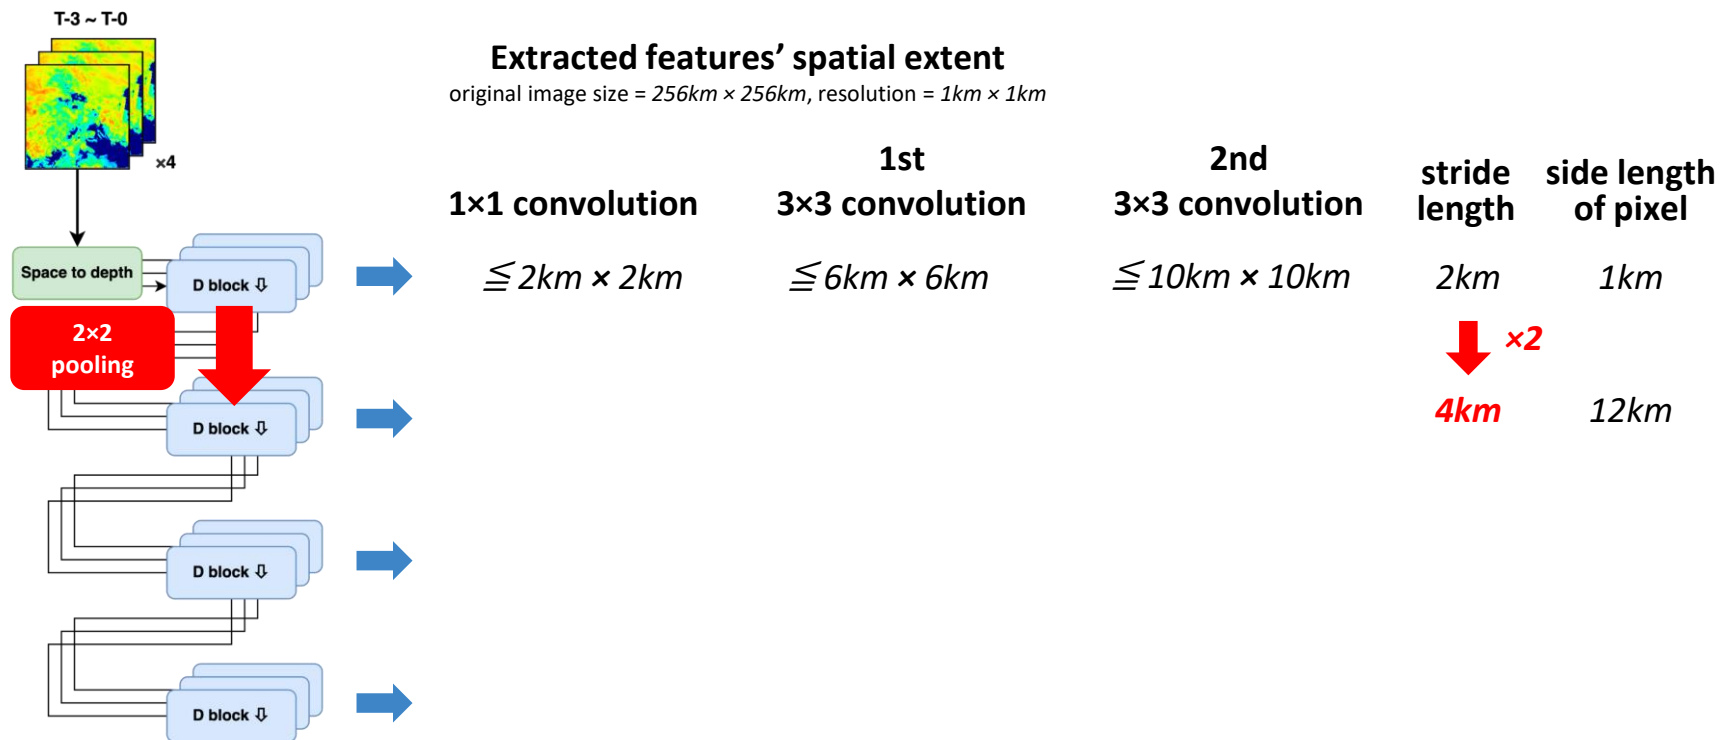 T-3 ~ T-0
×4
Extracted features' spatial extent
original image size = 256km × 256km, resolution = 1km × 1km
1×1 convolution
1st
3×3 convolution
2nd
3×3 convolution
stride
length
side length
of pixel
Space to depth
D block ⇩
≦ 2km × 2km
≦ 6km × 6km
≦ 10km × 10km
2km
1km
2×2
pooling
×2
D block ⇩
4km
12km
D block ⇩
D block ⇩